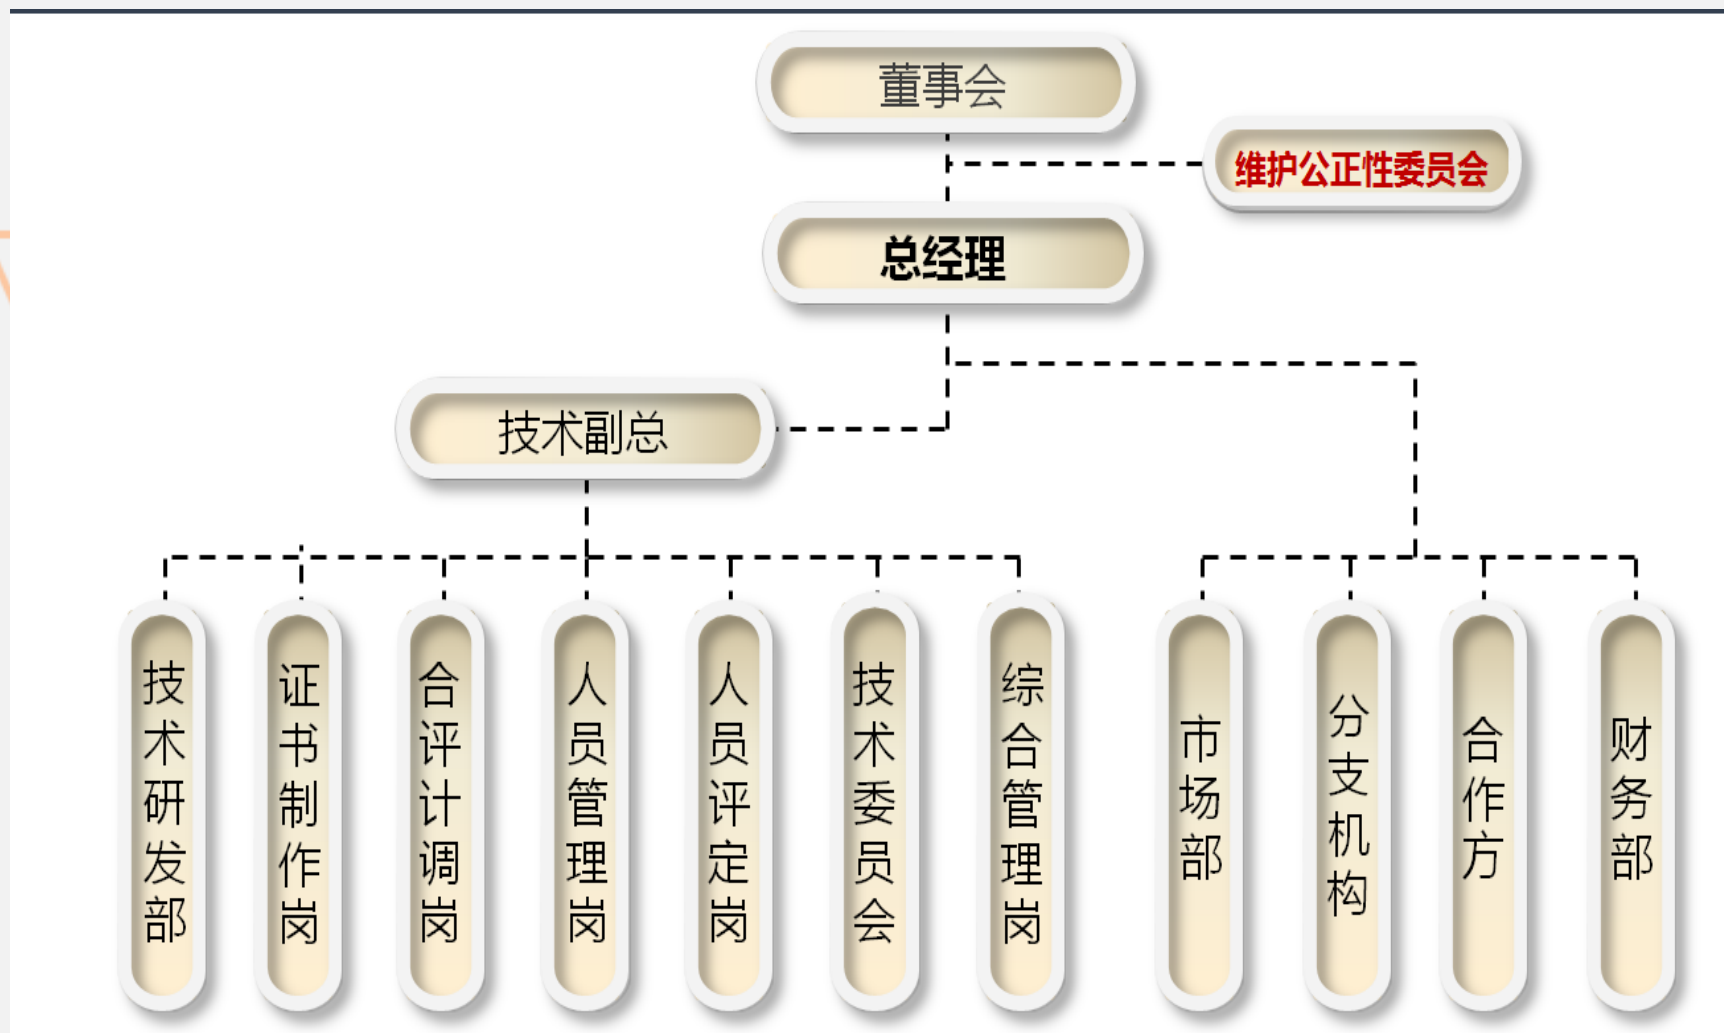 董事会
维护公正性委员会
总经理
技术副总
技术研发部
证书制作岗
合评计调岗
人员管理岗
人员评定岗
技术委员会
综合管理岗
市场部
分支机构
合作方
财务部